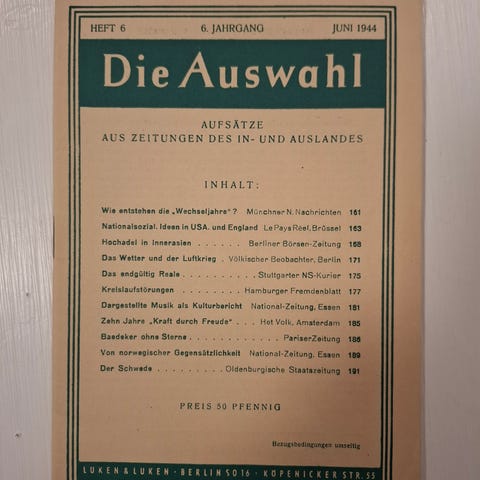 HEFT 6 6. JAHRGANG JUNI 1944
Die Auswahl
AUFSÄTZE
AUS ZEITUNGEN DES IN- UND AUSLANDES
INHALT:
Wie entstehen die „Wechseljahre"? Münchner N. Nachrichten 161
Nationalsozial. Ideen in USA. und England Le Pays Réel, Brüssel 163
Hochadel in Innerasien . . . . . . Berliner Börsen-Zeitung 168
Das Wetter und der Luftkrieg . Völkischer Beobachter, Berlin 171
Das endgültig Reale . . . . . . . . . Stuttgarter NS-Kurier 175
Kreislaufstörungen . . . . . . . Hamburger Fremdenblatt 177
Dargestellte Musik als Kulturbericht National-Zeitung, Essen 181
Zehn Jahre „Kraft durch Freude" . . . Het Volk, Amsterdam 185
Baedeker ohne Sterne . . . . . . . . . . . PariserZeitung 186
Von norwegischer Gegensätzlichkeit National-Zeitung, Essen 189
Der Schwede . . . . . . . . . Oldenburgische Staatszeitung 191
PREIS 50 PFENNIG
Bezugsbedingungen umseitig
LUKEN & LUKEN · BERLIN SO 16 · KÖPENICKER STR. 55